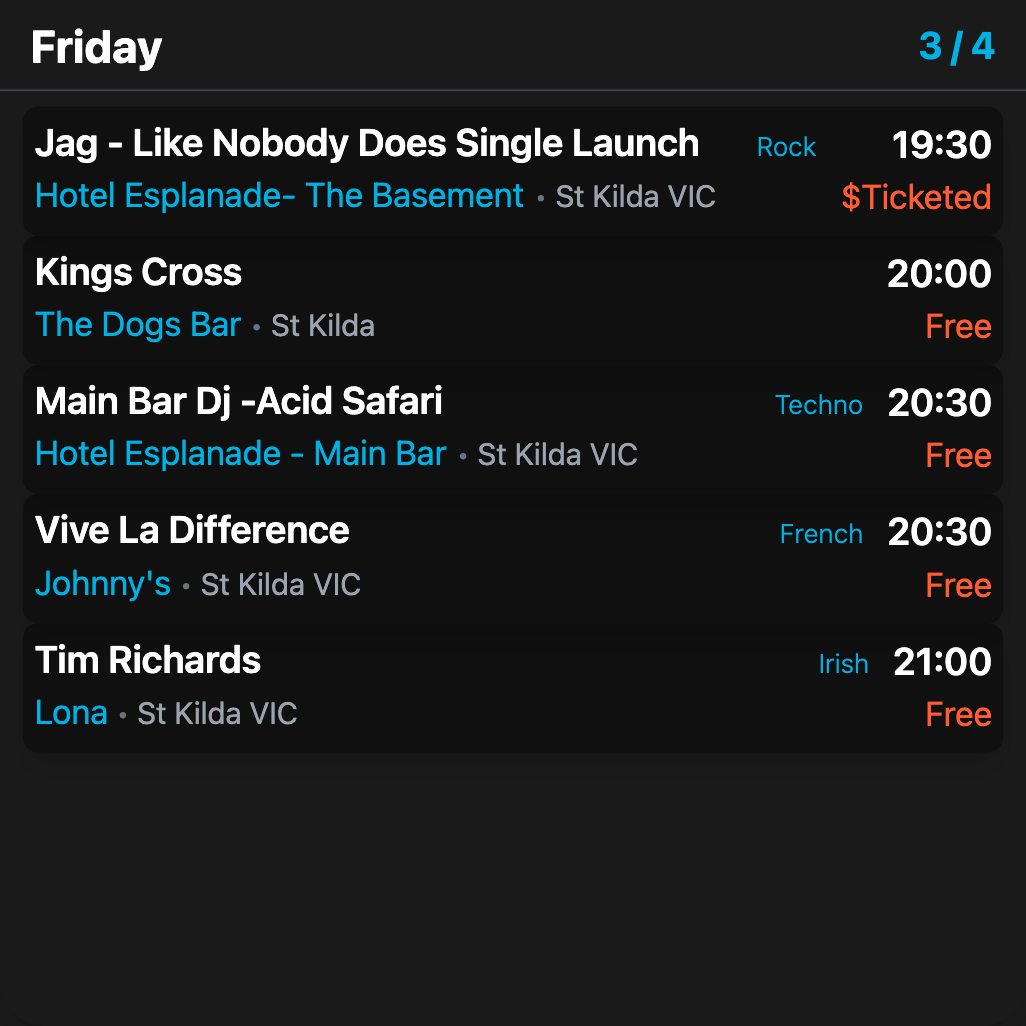 Friday 3 / 4
Jag - Like Nobody Does Single Launch Rock 19:30
Hotel Esplanade- The Basement • St Kilda VIC $Ticketed
Kings Cross 20:00
The Dogs Bar • St Kilda Free
Main Bar Dj -Acid Safari Techno 20:30
Hotel Esplanade - Main Bar • St Kilda VIC Free
Vive La Difference French 20:30
Johnny's • St Kilda VIC Free
Tim Richards Irish 21:00
Lona • St Kilda VIC Free